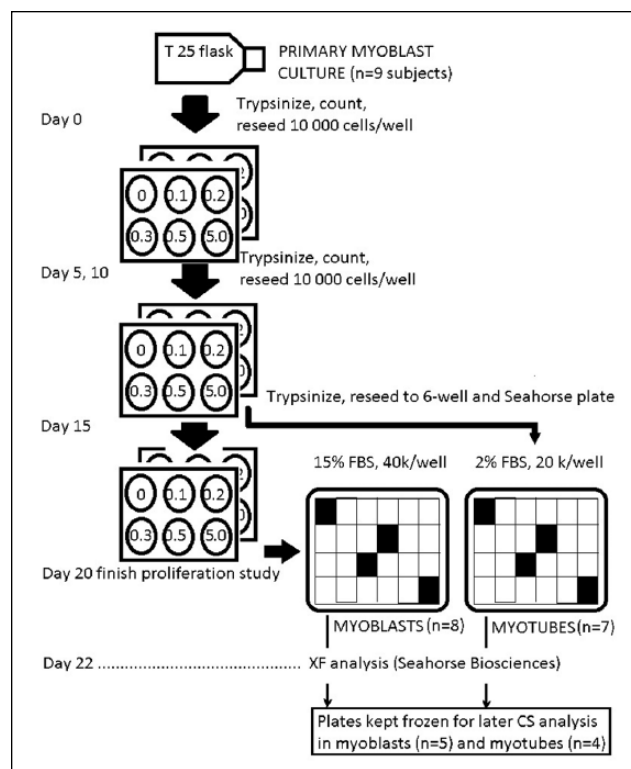 T 25 flask
PRIMARY MYOBLAST
CULTURE (n=9 subjects)
Day 0
Trypsinize, count,
reseed 10 000 cells/well
0 0.1 0.2
0.3 0.5 5.0
Day 5, 10
Trypsinize, count,
reseed 10 000 cells/well
0 0.1 0.2
0.3 0.5 5.0
Trypsinize, reseed to 6-well and Seahorse plate
Day 15
15% FBS, 40k/well
2% FBS, 20 k/well
0 0.1 0.2
0.3 0.5 5.0
Day 20 finish proliferation study
MYOBLASTS (n=8)
MYOTUBES (n=7)
Day 22 ................................ XF analysis (Seahorse Biosciences)
Plates kept frozen for later CS analysis
in myoblasts (n=5) and myotubes (n=4)